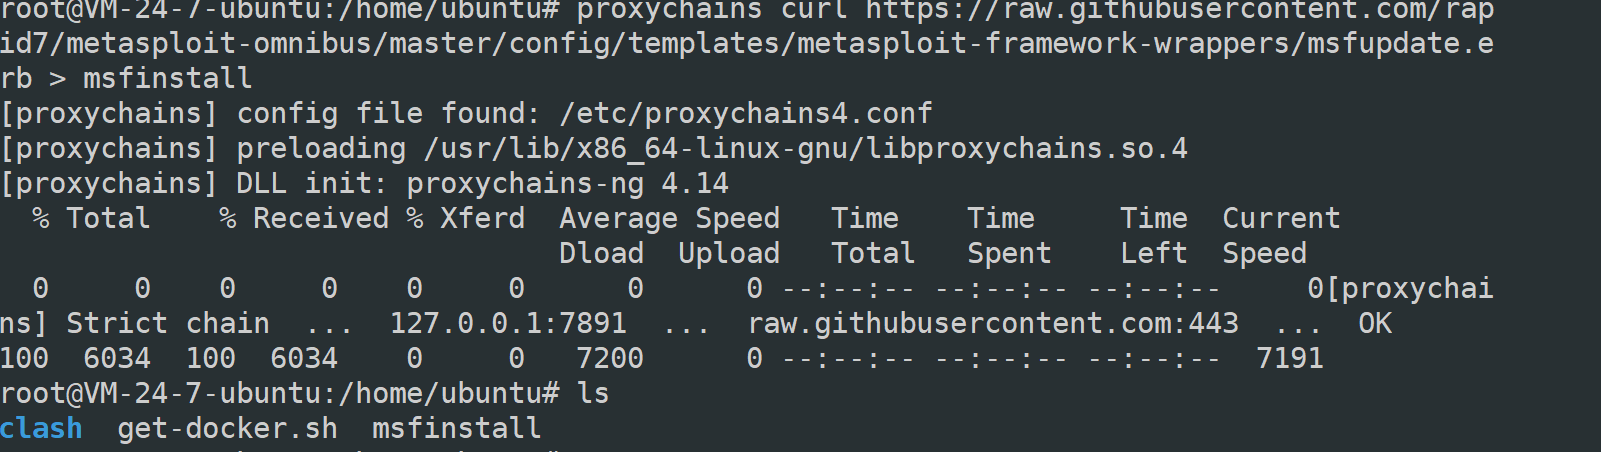 root@VM-24-7-ubuntu:/home/ubuntu# proxychains curl https://raw.githubusercontent.com/rap
id7/metasploit-omnibus/master/config/templates/metasploit-framework-wrappers/msfupdate.e
rb > msfinstall
[proxychains] config file found: /etc/proxychains4.conf
[proxychains] preloading /usr/lib/x86_64-linux-gnu/libproxychains.so.4
[proxychains] DLL init: proxychains-ng 4.14
  % Total    % Received % Xferd  Average Speed   Time    Time     Time  Current
                                 Dload  Upload   Total   Spent    Left  Speed
  0     0    0     0    0     0      0      0 --:--:-- --:--:-- --:--:--     0[proxychai
ns] Strict chain  ...  127.0.0.1:7891  ...  raw.githubusercontent.com:443  ...  OK
100  6034  100  6034    0     0   7200      0 --:--:-- --:--:-- --:--:--  7191
root@VM-24-7-ubuntu:/home/ubuntu# ls
clash  get-docker.sh  msfinstall